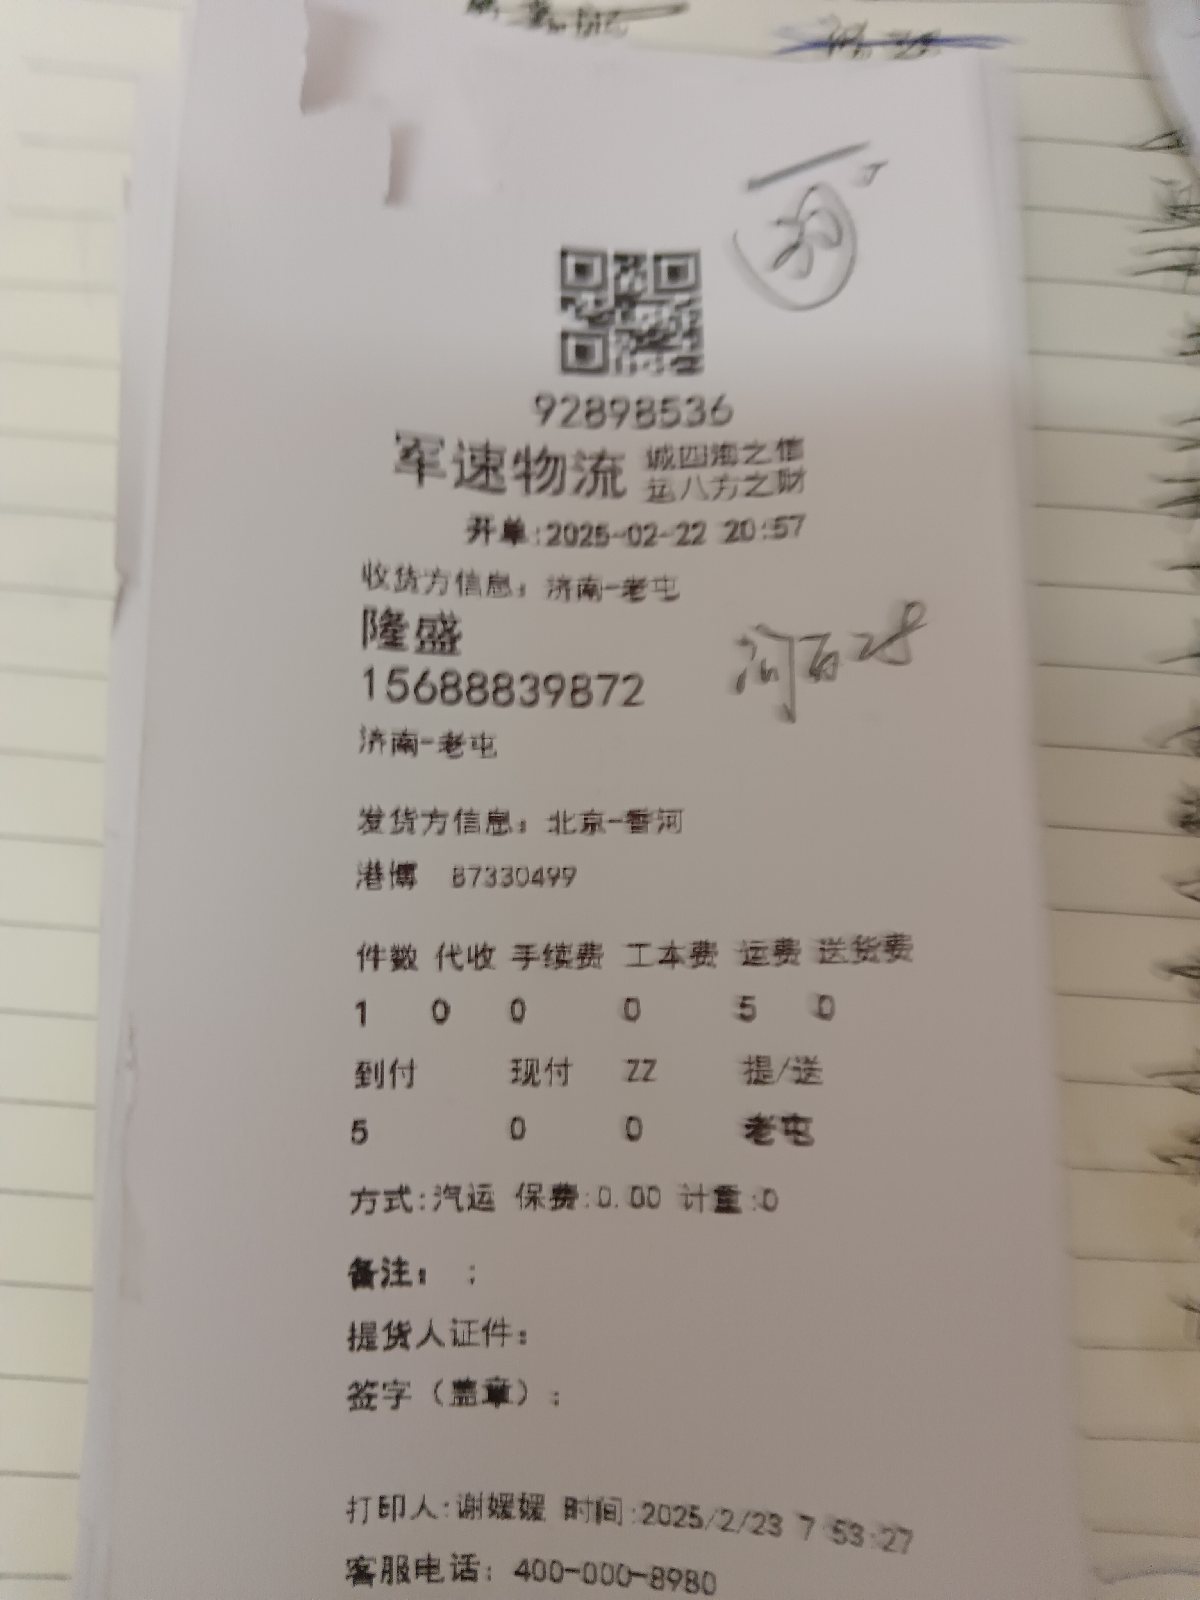 92898536
军速物流 诚四海之信
运八方之财
开单:2025-02-22 20:57
收货方信息: 济南-老屯
隆盛
15688839872
济南-老屯
发货方信息: 北京-香河
港博 87330499
件数 代收 手续费 工本费 运费 送货费
1 0 0 0 5 0
到付 现付 ZZ 提/送
5 0 0 老屯
方式:汽运 保费:0.00 计重:0
备注: ;
提货人证件:
签字（盖章）:
打印人:谢媛媛 时间:2025/2/23 7:53:27
客服电话: 400-000-8980